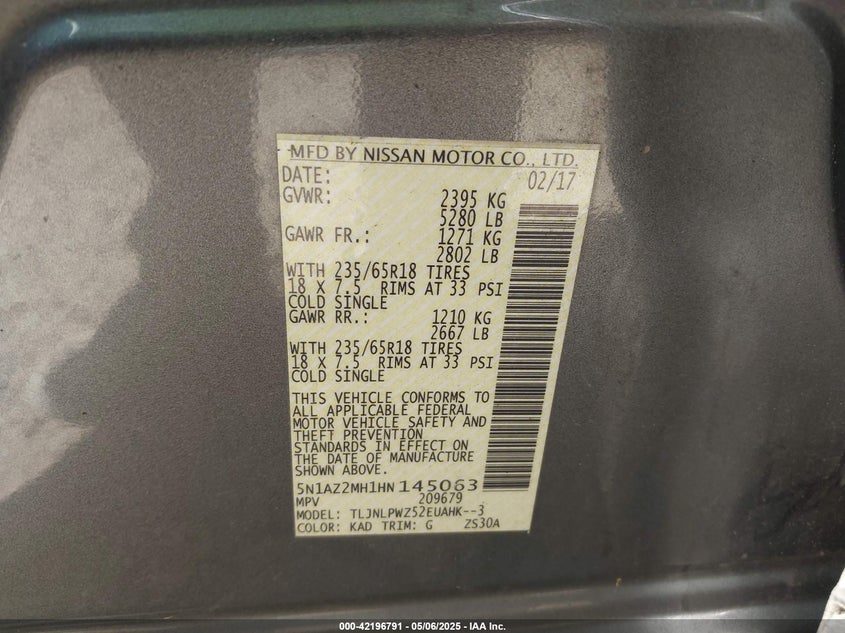 MFD BY NISSAN MOTOR CO., LTD.
DATE: 02/17
GVWR: 2395 KG
5280 LB
GAWR FR.: 1271 KG
2802 LB
WITH 235/65R18 TIRES
18 X 7.5 RIMS AT 33 PSI
COLD SINGLE
GAWR RR.: 1210 KG
2667 LB
WITH 235/65R18 TIRES
18 X 7.5 RIMS AT 33 PSI
COLD SINGLE
THIS VEHICLE CONFORMS TO
ALL APPLICABLE FEDERAL
MOTOR VEHICLE SAFETY AND
THEFT PREVENTION
STANDARDS IN EFFECT ON
THE DATE OF MANUFACTURE
SHOWN ABOVE.
5N1AZ2MH1HN145063
MPV 209679
MODEL: TLJNLPWZ52EUAHK--3
COLOR: KAD TRIM: G ZS30A
000-42196791 - 05/06/2025 - IAA Inc.